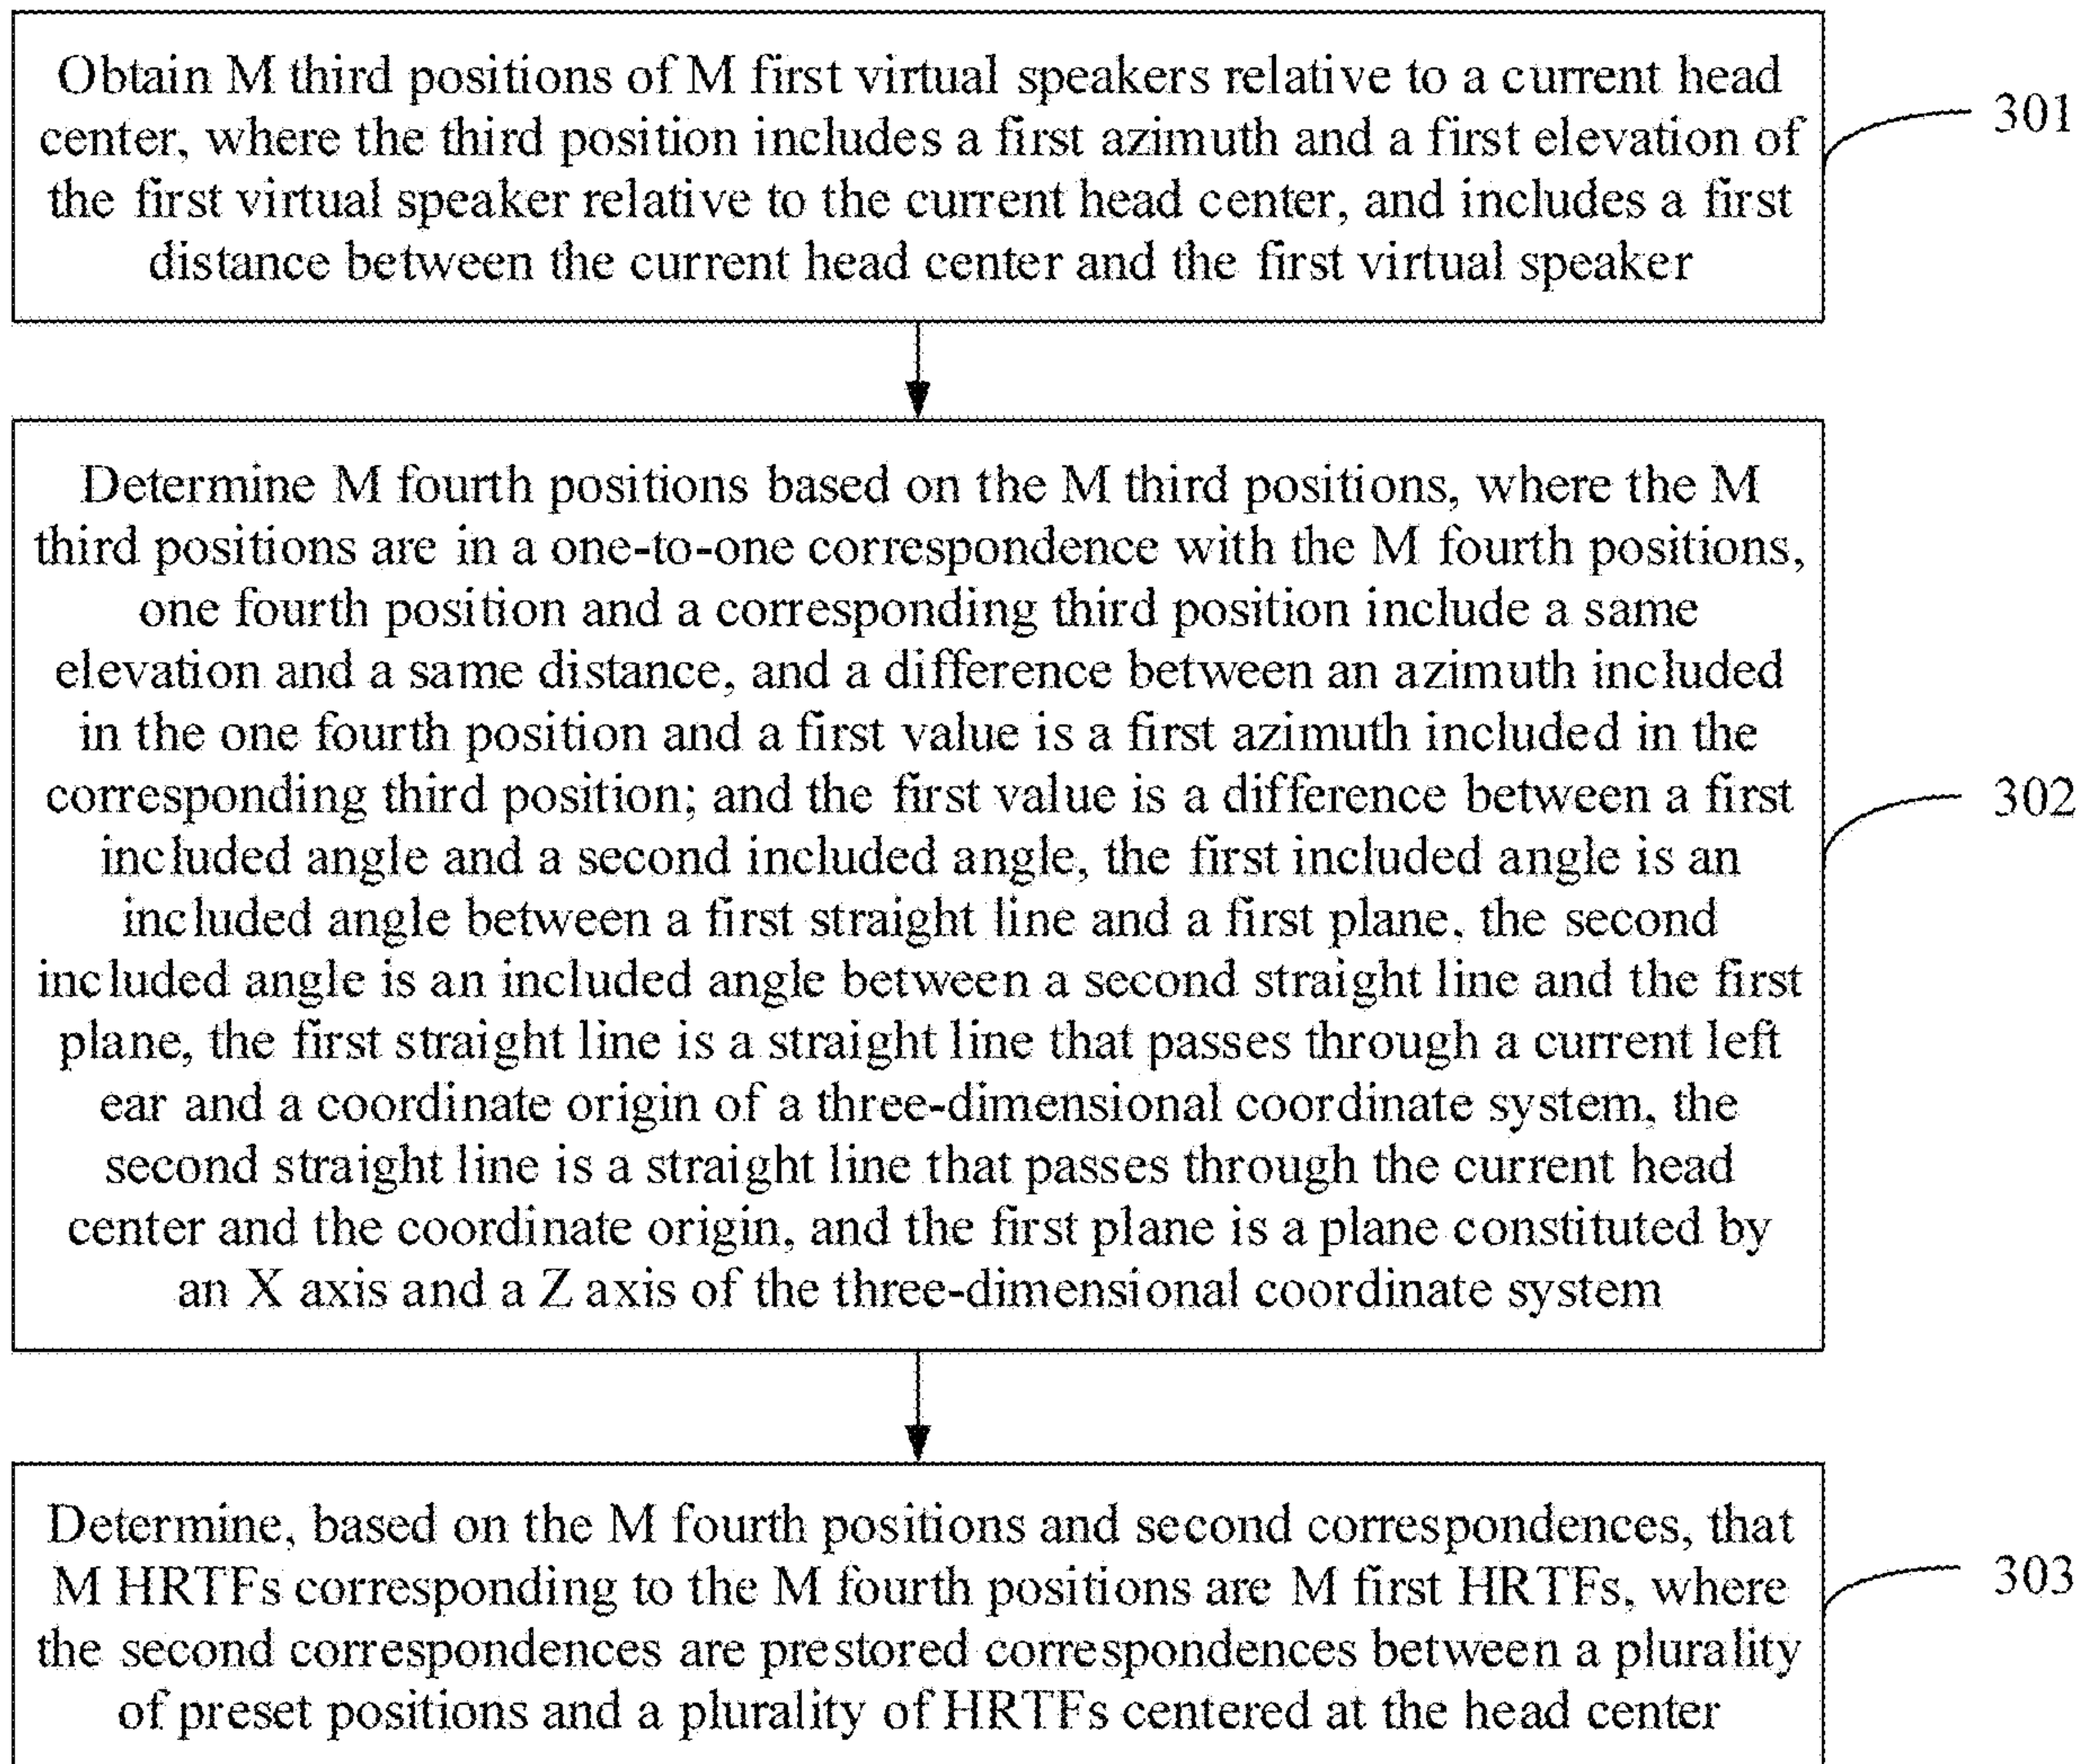 Obtain M third positions of M first virtual speakers relative to a current head
center, where the third position includes a first azimuth and a first elevation of
the first virtual speaker relative to the current head center, and includes a first
distance between the current head center and the first virtual speaker
301
Determine M fourth positions based on the M third positions, where the M
third positions are in a one-to-one correspondence with the M fourth positions,
one fourth position and a corresponding third position include a same
elevation and a same distance, and a difference between an azimuth included
in the one fourth position and a first value is a first azimuth included in the
corresponding third position; and the first value is a difference between a first
included angle and a second included angle, the first included angle is an
included angle between a first straight line and a first plane, the second
included angle is an included angle between a second straight line and the first
plane, the first straight line is a straight line that passes through a current left
ear and a coordinate origin of a three-dimensional coordinate system, the
second straight line is a straight line that passes through the current head
center and the coordinate origin, and the first plane is a plane constituted by
an X axis and a Z axis of the three-dimensional coordinate system
302
Determine, based on the M fourth positions and second correspondences, that
M HRTFs corresponding to the M fourth positions are M first HRTFs, where
the second correspondences are prestored correspondences between a plurality
of preset positions and a plurality of HRTFs centered at the head center
303